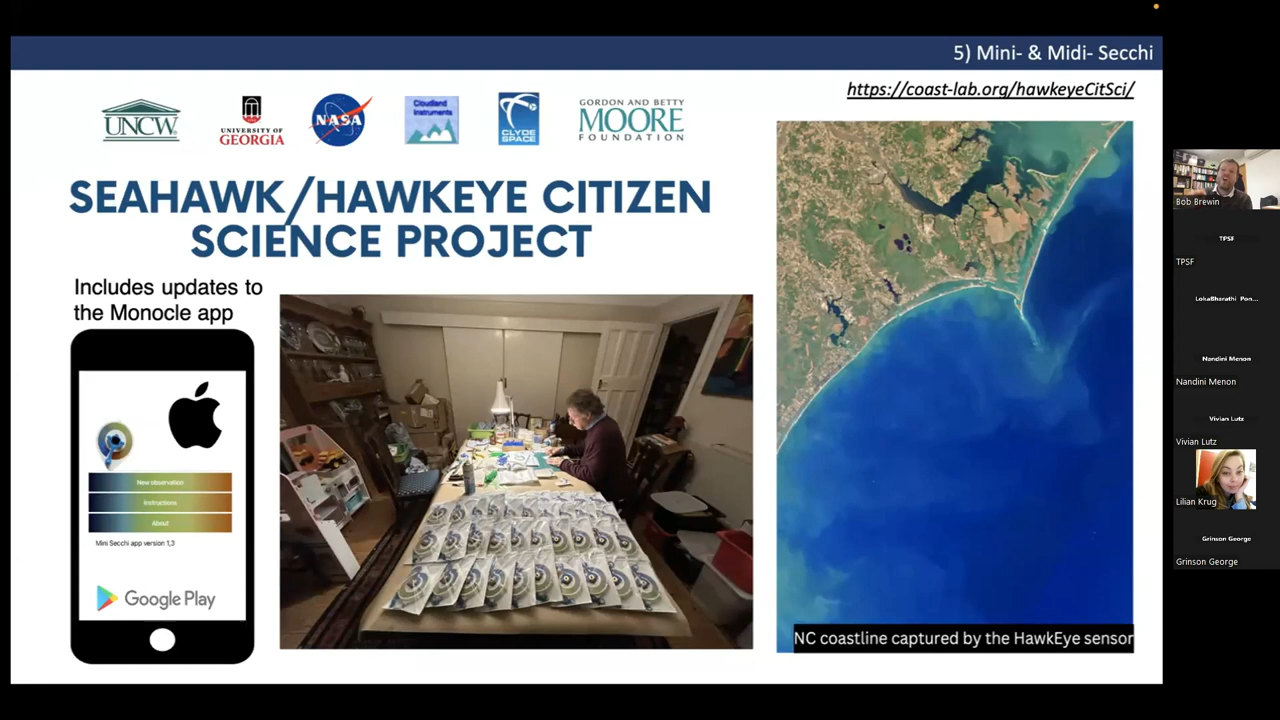 5) Mini- & Midi- Secchi
https://coast-lab.org/hawkeyeCitSci/
UNCW
UNIVERSITY OF
GEORGIA
NASA
Cloudland
Instruments
CLYDE
SPACE
GORDON AND BETTY
MOORE
FOUNDATION
SEAHAWK/HAWKEYE CITIZEN
SCIENCE PROJECT
Includes updates to
the Monocle app
New observation
Instructions
About
Mini Secchi app version 1,3
Google Play
NC coastline captured by the HawkEye sensor
Bob Brewin
TPSF
TPSF
LokaBharathi Pon...
Nandini Menon
Nandini Menon
Vivian Lutz
Vivian Lutz
Lilian Krug
Grinson George
Grinson George